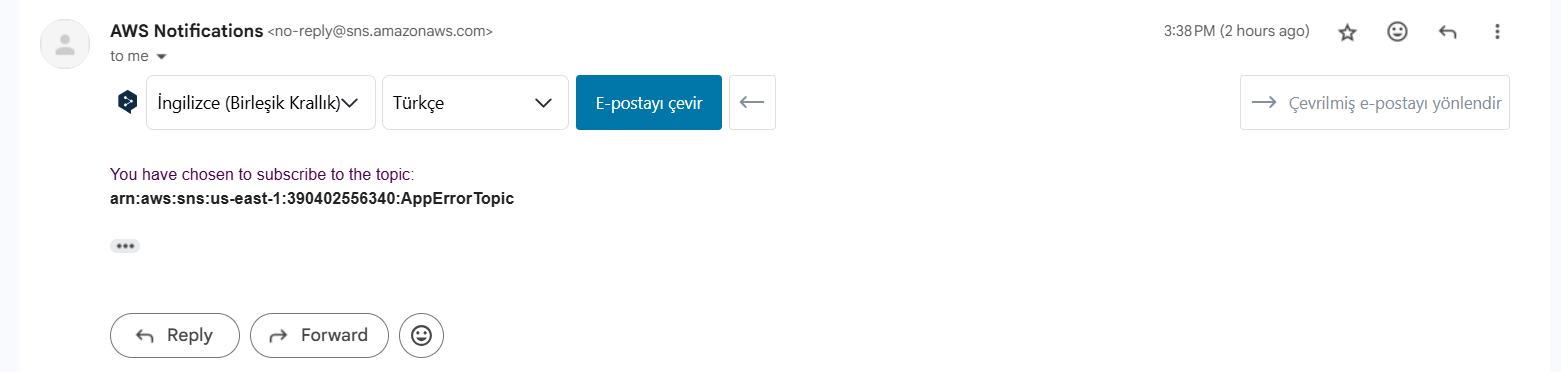 AWS Notifications <no-reply@sns.amazonaws.com>
3:38 PM (2 hours ago)
to me
İngilizce (Birleşik Krallık)
Türkçe
E-postayı çevir
Çevrilmiş e-postayı yönlendir
You have chosen to subscribe to the topic:
arn:aws:sns:us-east-1:390402556340:AppErrorTopic
Reply
Forward